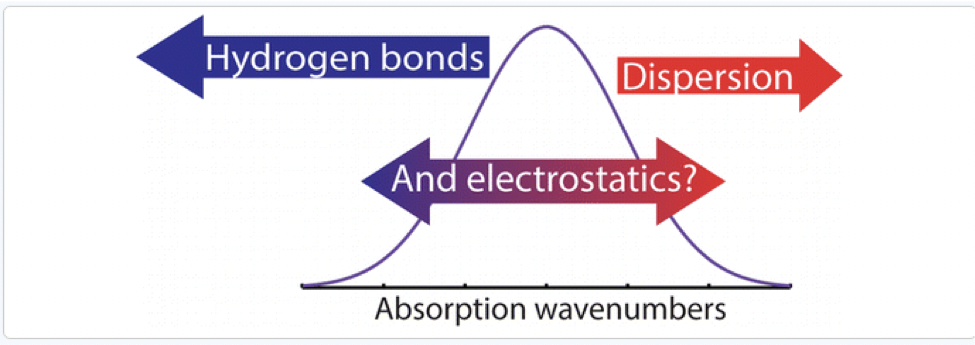 Hydrogen bonds
Dispersion
And electrostatics?
Absorption wavenumbers